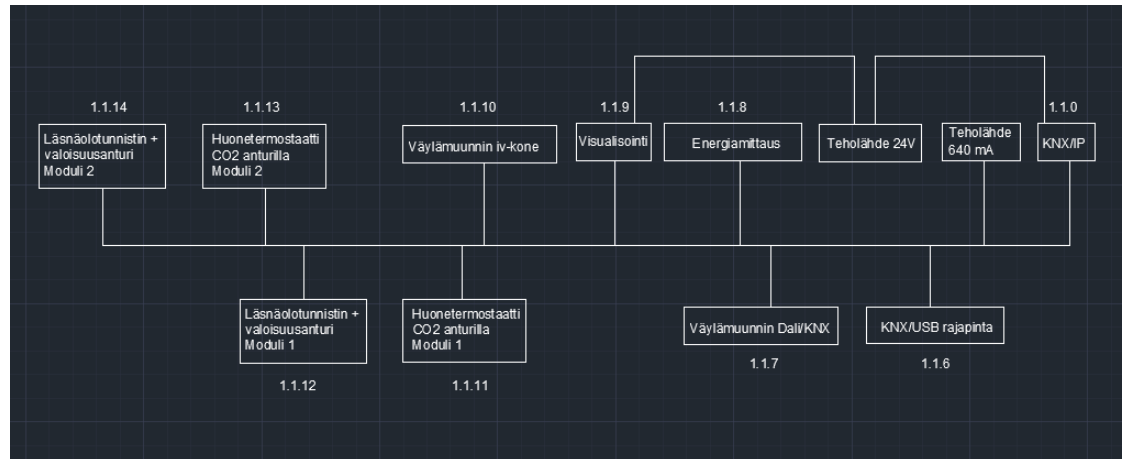 1.1.14
1.1.13
1.1.10
1.1.9
1.1.8
1.1.0
Läsnäolotunnistin +
valoisuusanturi
Moduli 2
Huonetermostaatti
CO2 anturilla
Moduli 2
Väylämuunnin iv-kone
Visualisointi
Energiamittaus
Teholähde 24V
Teholähde
640 mA
KNX/IP
Läsnäolotunnistin +
valoisuusanturi
Moduli 1
Huonetermostaatti
CO2 anturilla
Moduli 1
Väylämuunnin Dali/KNX
KNX/USB rajapinta
1.1.12
1.1.11
1.1.7
1.1.6